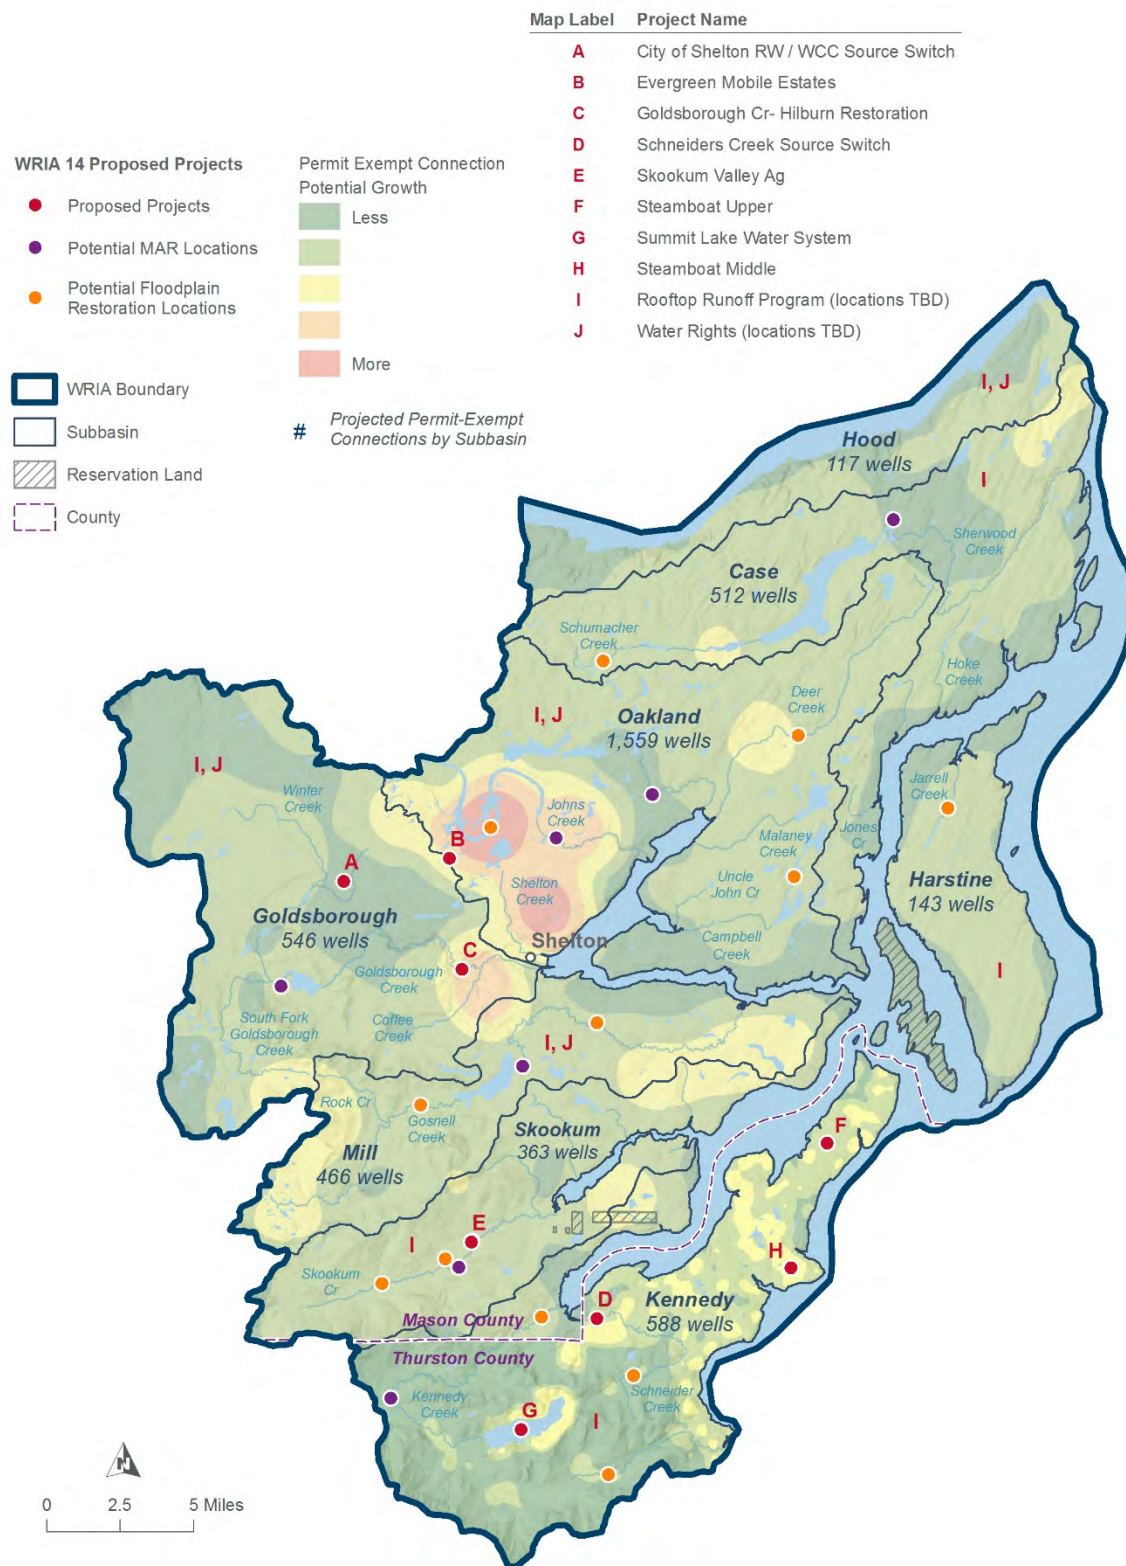 Map Label Project Name
A City of Shelton RW / WCC Source Switch
B Evergreen Mobile Estates
C Goldsborough Cr- Hilburn Restoration
D Schneiders Creek Source Switch
E Skookum Valley Ag
F Steamboat Upper
G Summit Lake Water System
H Steamboat Middle
I Rooftop Runoff Program (locations TBD)
J Water Rights (locations TBD)
WRIA 14 Proposed Projects
Proposed Projects
Potential MAR Locations
Potential Floodplain
Restoration Locations
WRIA Boundary
Subbasin
Reservation Land
County
Permit Exempt Connection
Potential Growth
Less
More
# Projected Permit-Exempt
Connections by Subbasin
I, J
Hood
117 wells
I
Sherwood
Creek
Case
512 wells
Schumacher
Creek
Hoke
Creek
Deer
Creek
I, J
Oakland
1,559 wells
I, J
Winter
Creek
Jarrell
Creek
Johns
Creek
B
Malaney
Creek
Jones
Cr
A
Shelton
Creek
Uncle
John Cr
Harstine
143 wells
Goldsborough
546 wells
Shelton
Campbell
Creek
C
Goldsborough
Creek
I
South Fork
Goldsborough
Creek
Coffee
Creek
I, J
Rock Cr
Gosnell
Creek
Skookum
363 wells
F
Mill
466 wells
E
I
H
Skookum
Cr
D
Kennedy
588 wells
Mason County
Thurston County
Kennedy
Creek
Schneider
Creek
G
I
N
0 2.5 5 Miles